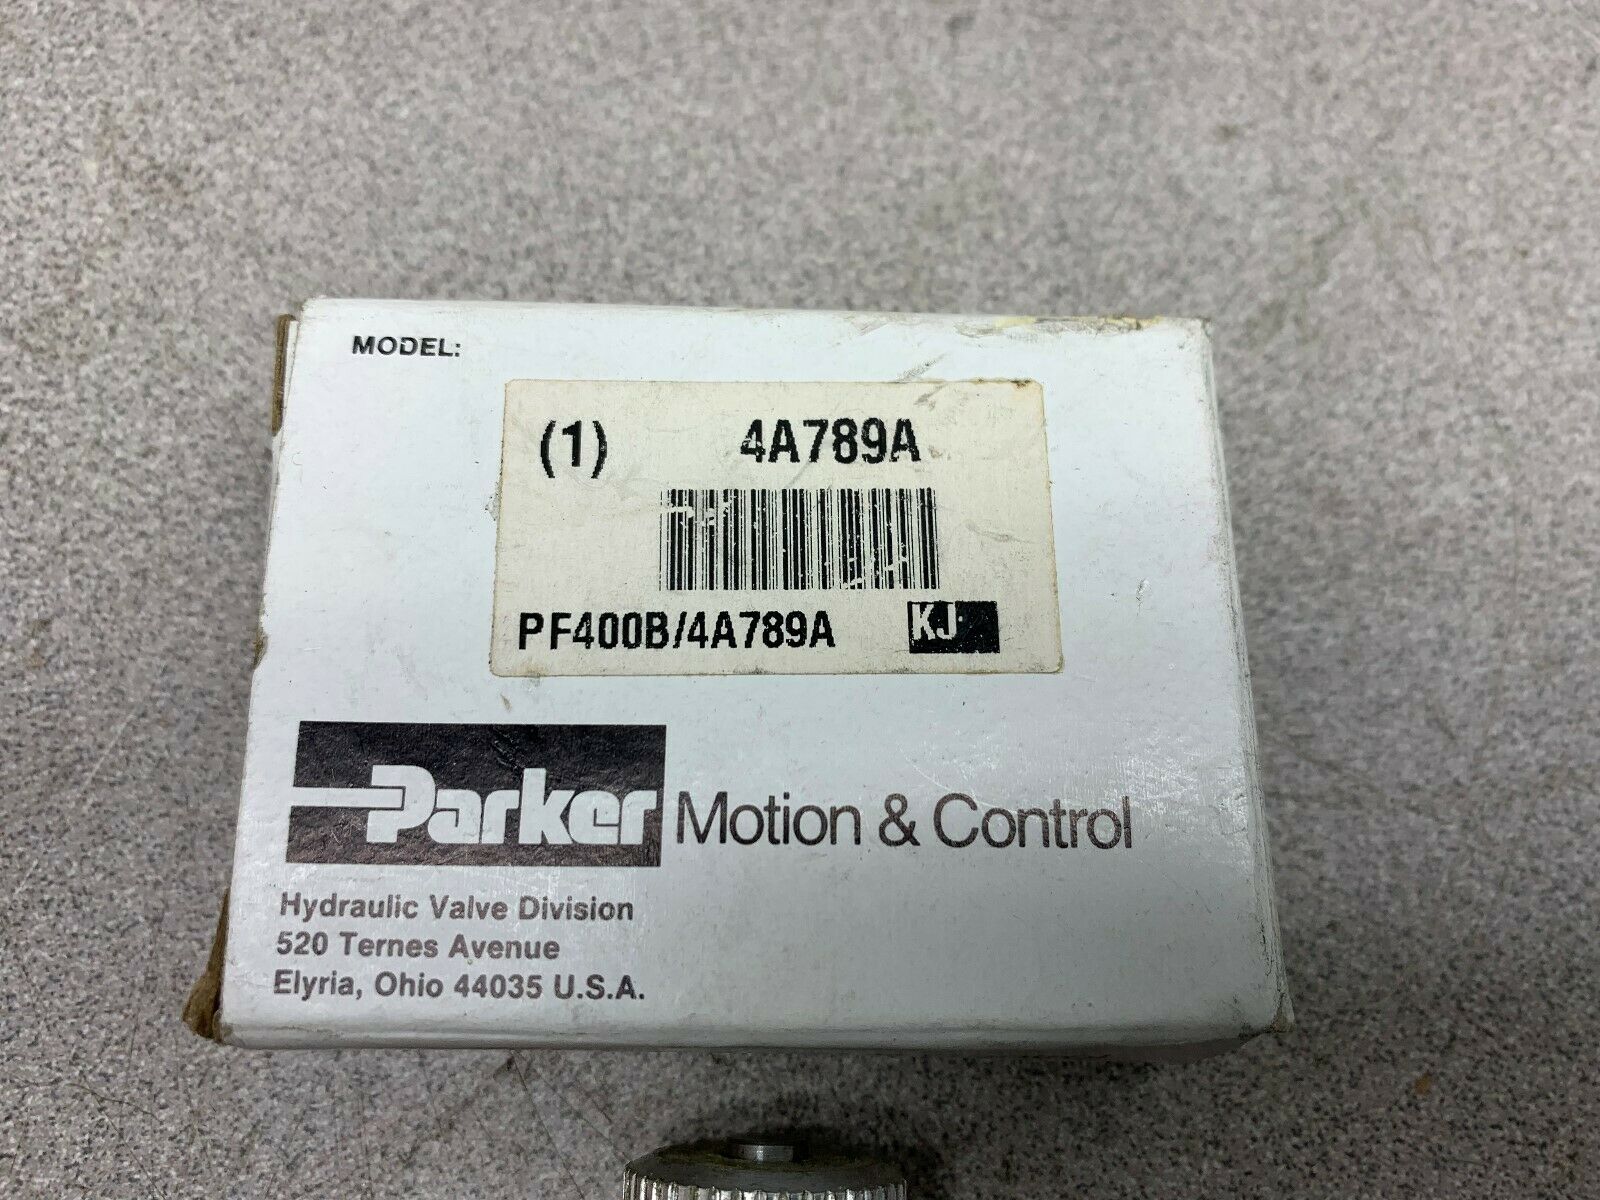 MODEL:
(1) 4A789A
PF400B/4A789A KJ
Parker Motion & Control
Hydraulic Valve Division
520 Ternes Avenue
Elyria, Ohio 44035 U.S.A.